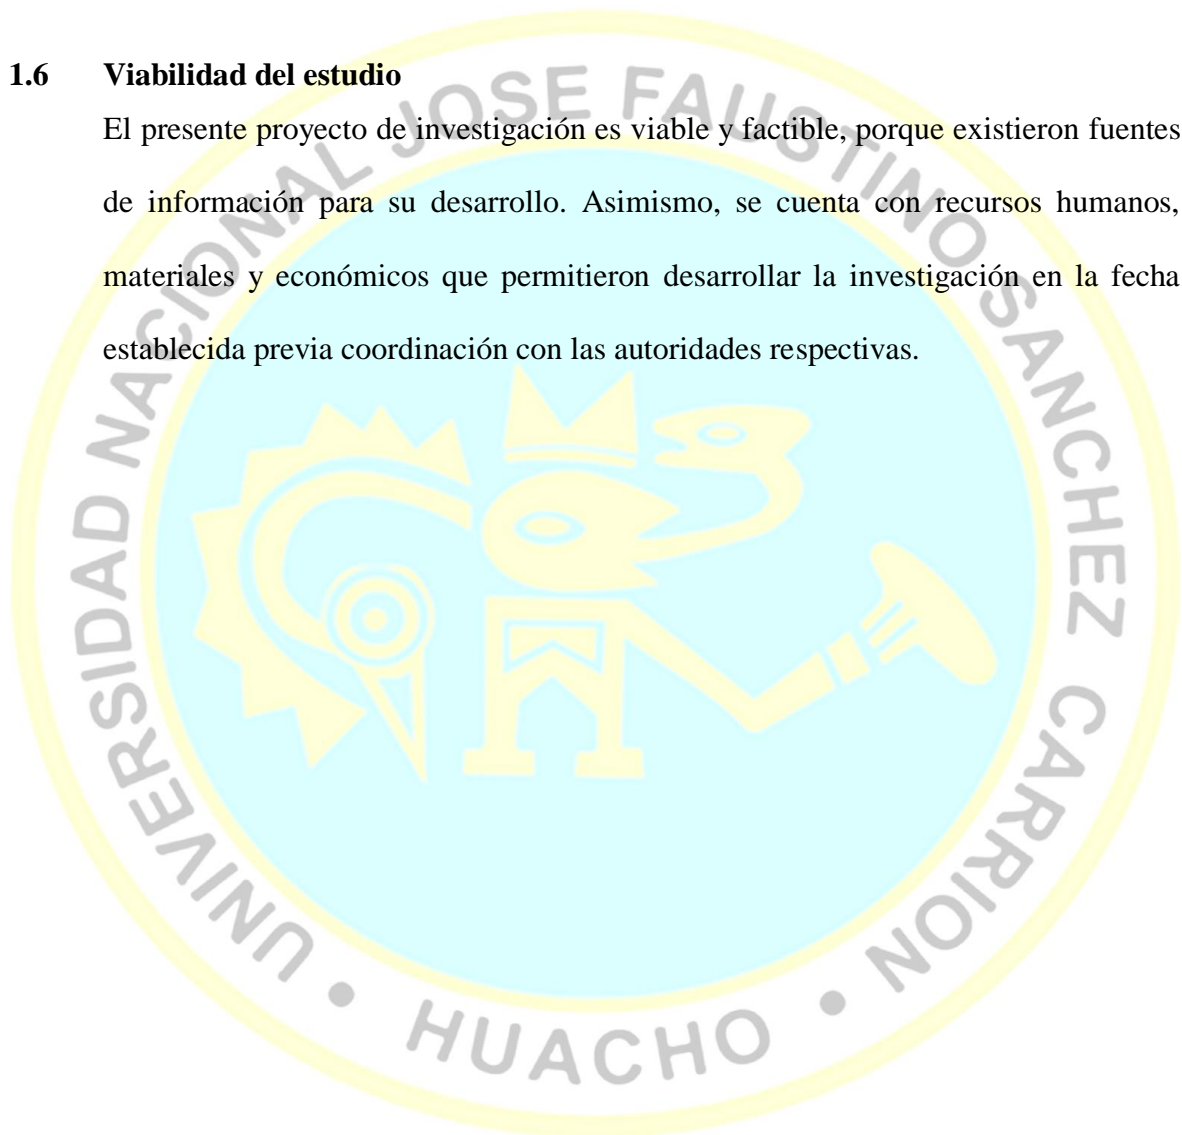 1.6 Viabilidad del estudio
El presente proyecto de investigación es viable y factible, porque existieron fuentes
de información para su desarrollo. Asimismo, se cuenta con recursos humanos,
materiales y económicos que permitieron desarrollar la investigación en la fecha
establecida previa coordinación con las autoridades respectivas.
UNIVERSIDAD NACIONAL JOSE FAUSTINO SANCHEZ CARRION
• HUACHO •